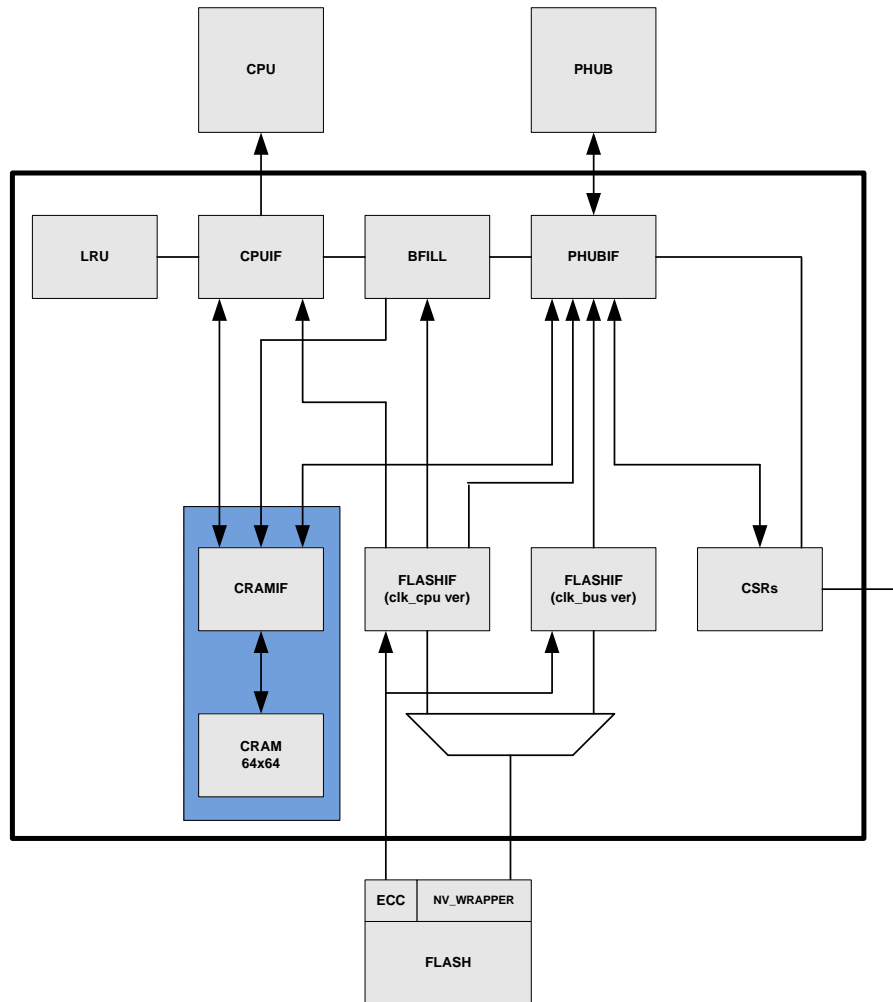 CPU
PHUB
LRU
CPUIF
BFILL
PHUBIF
CRAMIF
FLASHIF
(clk_cpu ver)
FLASHIF
(clk_bus ver)
CSRs
CRAM
64x64
ECC
NV_WRAPPER
FLASH